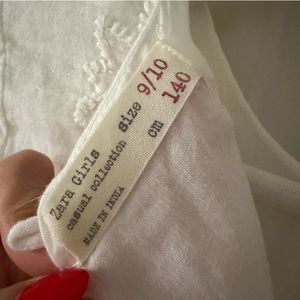 Zara Girls
casual collection
MADE IN INDIA
size 9/10
cm 140